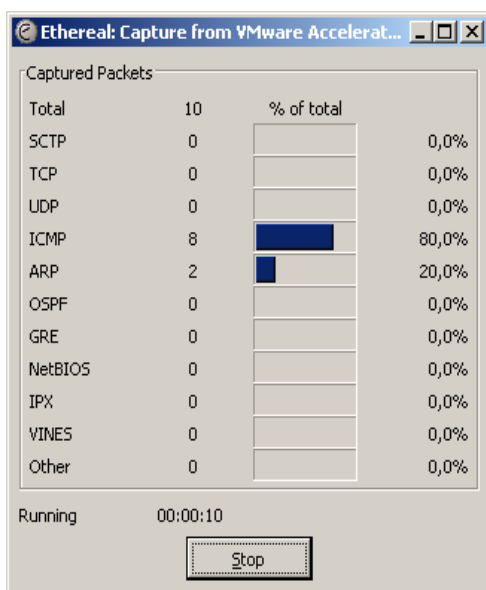 Ethereal: Capture from VMware Accelerat...
Captured Packets
Total 10 % of total
SCTP 0 0,0%
TCP 0 0,0%
UDP 0 0,0%
ICMP 8 80,0%
ARP 2 20,0%
OSPF 0 0,0%
GRE 0 0,0%
NetBIOS 0 0,0%
IPX 0 0,0%
VINES 0 0,0%
Other 0 0,0%
Running 00:00:10
Stop